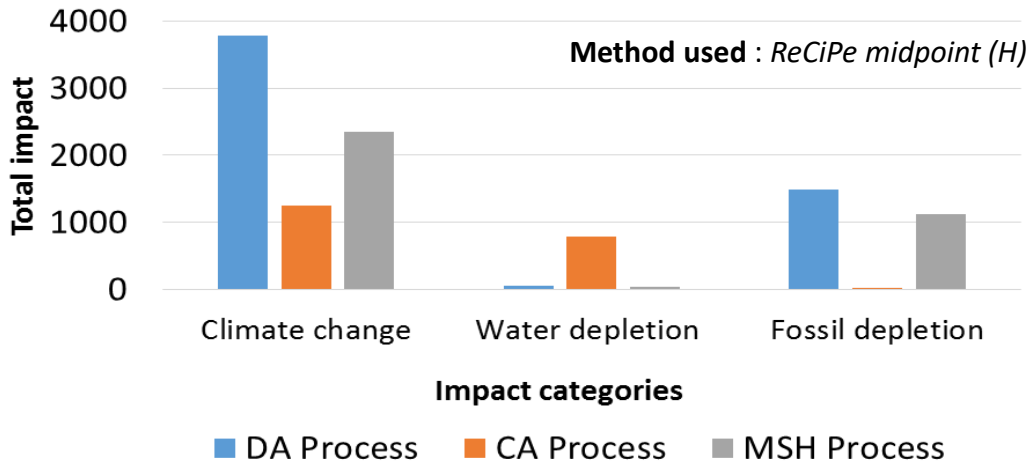 4000
Method used : ReCiPe midpoint (H)
3000
2000
1000
0
Total impact
Climate change Water depletion Fossil depletion
Impact categories
DA Process CA Process MSH Process